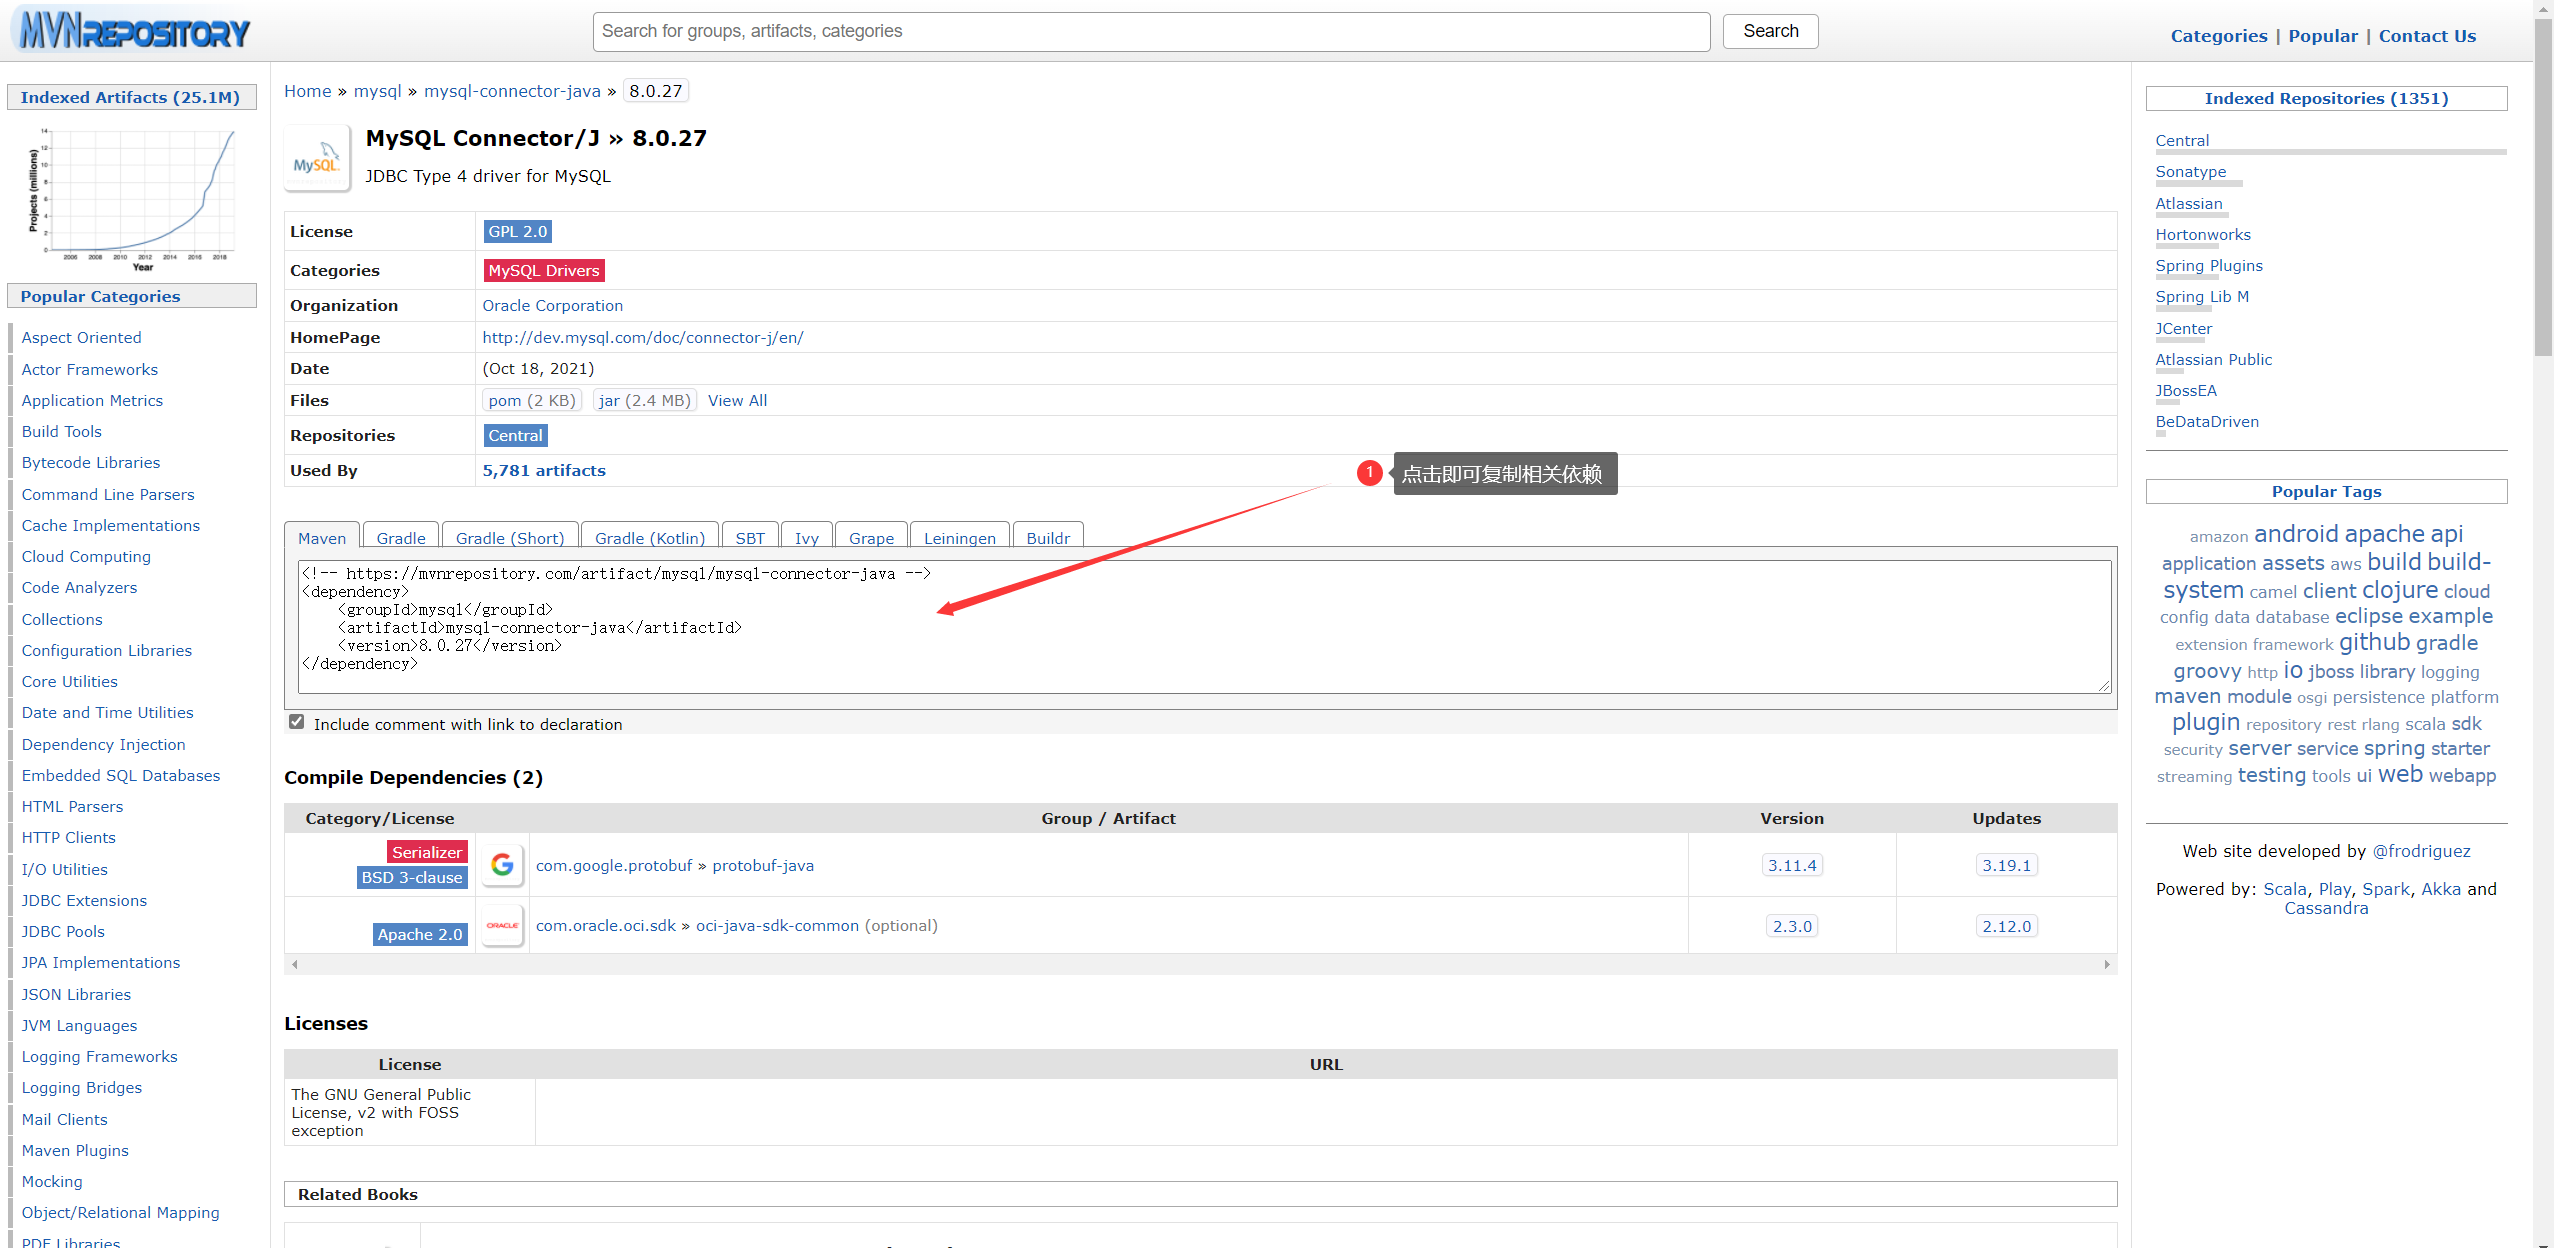 MVNREPOSITORY
Search for groups, artifacts, categories
Search
Categories | Popular | Contact Us
Indexed Artifacts (25.1M)
Projects (millions)
14
12
10
8
6
4
2
0
2006 2008 2010 2012 2014 2016 2018
Year
Popular Categories
Aspect Oriented
Actor Frameworks
Application Metrics
Build Tools
Bytecode Libraries
Command Line Parsers
Cache Implementations
Cloud Computing
Code Analyzers
Collections
Configuration Libraries
Core Utilities
Date and Time Utilities
Dependency Injection
Embedded SQL Databases
HTML Parsers
HTTP Clients
I/O Utilities
JDBC Extensions
JDBC Pools
JPA Implementations
JSON Libraries
JVM Languages
Logging Frameworks
Logging Bridges
Mail Clients
Maven Plugins
Mocking
Object/Relational Mapping
PDF Libraries
Home » mysql » mysql-connector-java » 8.0.27
MySQL
MySQL Connector/J » 8.0.27
JDBC Type 4 driver for MySQL
License GPL 2.0
Categories MySQL Drivers
Organization Oracle Corporation
HomePage http://dev.mysql.com/doc/connector-j/en/
Date (Oct 18, 2021)
Files pom (2 KB) jar (2.4 MB) View All
Repositories Central
Used By 5,781 artifacts
1 点击即可复制相关依赖
Maven Gradle Gradle (Short) Gradle (Kotlin) SBT Ivy Grape Leiningen Buildr
<!-- https://mvnrepository.com/artifact/mysql/mysql-connector-java -->
<dependency>
    <groupId>mysql</groupId>
    <artifactId>mysql-connector-java</artifactId>
    <version>8.0.27</version>
</dependency>
Include comment with link to declaration
Compile Dependencies (2)
Category/License Group / Artifact Version Updates
Serializer
BSD 3-clause
com.google.protobuf » protobuf-java 3.11.4 3.19.1
Apache 2.0 ORACLE com.oracle.oci.sdk » oci-java-sdk-common (optional) 2.3.0 2.12.0
Licenses
License URL
The GNU General Public
License, v2 with FOSS
exception
Related Books
Indexed Repositories (1351)
Central
Sonatype
Atlassian
Hortonworks
Spring Plugins
Spring Lib M
JCenter
Atlassian Public
JBossEA
BeDataDriven
Popular Tags
amazon android apache api
application assets aws build build-
system camel client clojure cloud
config data database eclipse example
extension framework github gradle
groovy http io jboss library logging
maven module osgi persistence platform
plugin repository rest rlang scala sdk
security server service spring starter
streaming testing tools ui web webapp
Web site developed by @frodriguez
Powered by: Scala, Play, Spark, Akka and
Cassandra